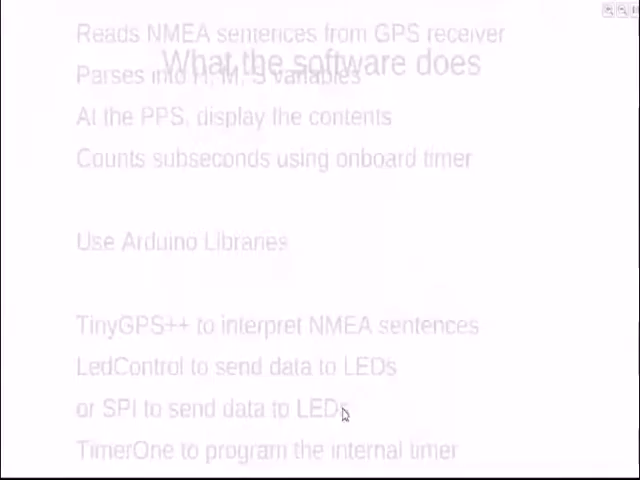 Reads NMEA sentences from GPS receiver
What the software does
Parses into H, M, S variables
At the PPS, display the contents
Counts subseconds using onboard timer
Use Arduino Libranes
TinyGPS++ to interpret NMEA sentences
LedControl to send data to LEDs
or SPI to send data to LEDs
TimerOne to program the internal timer